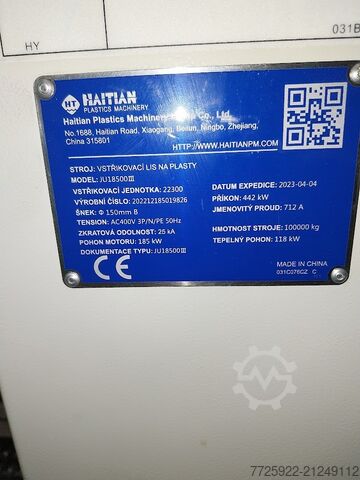 HY
031B
HT HAITIAN
PLASTICS MACHINERY
Haitian Plastics Machinery Co., Ltd.
No.1688, Haitian Road, Xiaogang, Beilun, Ningbo, Zhejiang,
China 315801
HTTP://WWW.HAITIANPM.COM
STROJ: VSTŘIKOVACÍ LIS NA PLASTY
MODEL: JU18500III
VSTŘIKOVACÍ JEDNOTKA: 22300
VÝROBNÍ ČÍSLO: 202212185019826
ŠNEK: Φ 150mm B
TENSION: AC400V 3P/N/PE 50Hz
ZKRATOVÁ ODOLNOST: 25 kA
POHON MOTORU: 185 kW
DOKUMENTACE TYPU: JU18500III
DATUM EXPEDICE: 2023-04-04
PŘÍKON: 442 kW
JMENOVITÝ PROUD: 712 A
HMOTNOST STROJE: 100000 kg
TEPELNÝ POHON: 118 kW
CE
MADE IN CHINA
031C076CZ C
7725922-21249112